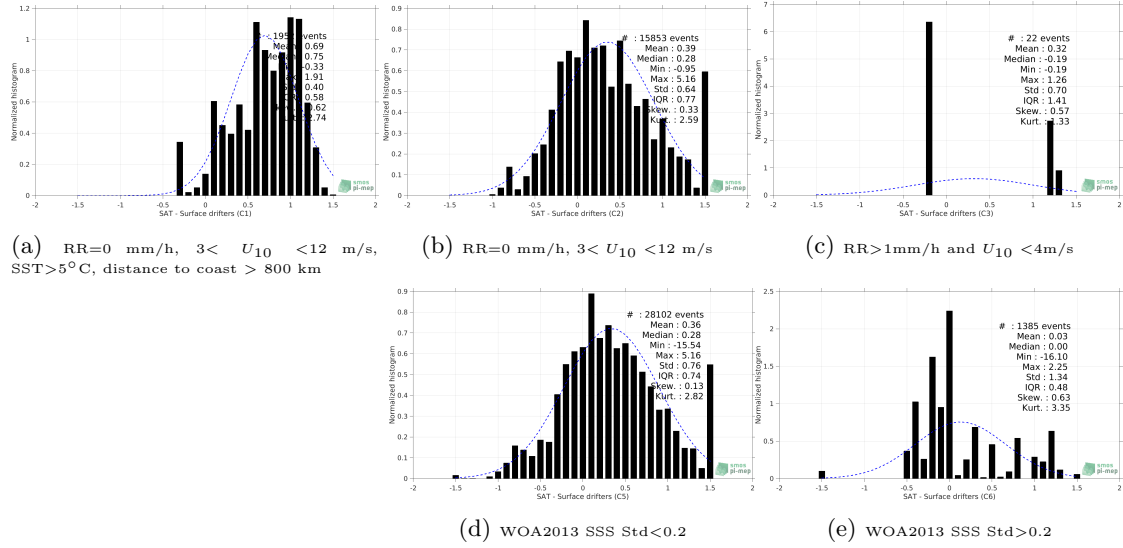 1.2
1
0.8
0.6
0.4
0.2
0
Normalized histogram
events
Mean : 0.69
Median : 0.75
-0.33
1.91
0.40
0.58
2.74
smos
pi-mep
-2 -1.5 -1 -0.5 0 0.5 1 1.5 2
SAT - Surface drifters (C1)
(a) RR=0 mm/h, 3< U10 <12 m/s,
SST>5°C, distance to coast > 800 km
0.9
0.8
0.7
0.6
0.5
0.4
0.3
0.2
0.1
0
Normalized histogram
# : 15853 events
Mean : 0.39
Median : 0.28
Min : -0.95
Max : 5.16
Std : 0.64
IQR : 0.77
Skew. : 0.33
Kurt. : 2.59
smos
pi-mep
-2 -1.5 -1 -0.5 0 0.5 1 1.5 2
SAT - Surface drifters (C2)
(b) RR=0 mm/h, 3< U10 <12 m/s
7
6
5
4
3
2
1
0
Normalized histogram
# : 22 events
Mean : 0.32
Median : -0.19
Min : -0.19
Max : 1.26
Std : 0.70
IQR : 1.41
Skew. : 0.57
Kurt. : 1.33
smos
pi-mep
-2 -1.5 -1 -0.5 0 0.5 1 1.5 2
SAT - Surface drifters (C3)
(c) RR>1mm/h and U10 <4m/s
0.9
0.8
0.7
0.6
0.5
0.4
0.3
0.2
0.1
0
Normalized histogram
# : 28102 events
Mean : 0.36
Median : 0.28
Min : -15.54
Max : 5.16
Std : 0.76
IQR : 0.74
Skew. : 0.13
Kurt. : 2.82
smos
pi-mep
-2 -1.5 -1 -0.5 0 0.5 1 1.5 2
SAT - Surface drifters (C5)
(d) WOA2013 SSS Std<0.2
2.5
2
1.5
1
0.5
0
Normalized histogram
# : 1385 events
Mean : 0.03
Median : 0.00
Min : -16.10
Max : 2.25
Std : 1.34
IQR : 0.48
Skew. : 0.63
Kurt. : 3.35
smos
pi-mep
-2 -1.5 -1 -0.5 0 0.5 1 1.5 2
SAT - Surface drifters (C6)
(e) WOA2013 SSS Std>0.2